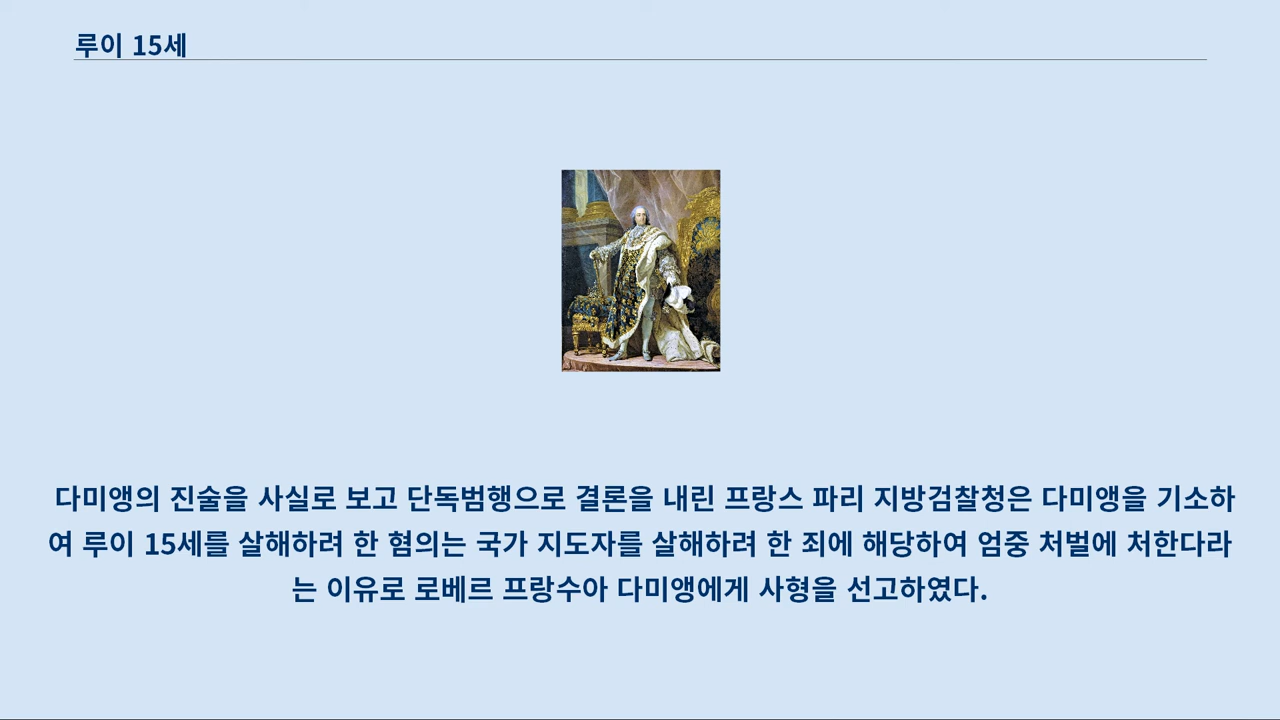 루이 15세
다미앵의 진술을 사실로 보고 단독범행으로 결론을 내린 프랑스 파리 지방검찰청은 다미앵을 기소하
여 루이 15세를 살해하려 한 혐의는 국가 지도자를 살해하려 한 죄에 해당하여 엄중 처벌에 처한다라
는 이유로 로베르 프랑수아 다미앵에게 사형을 선고하였다.